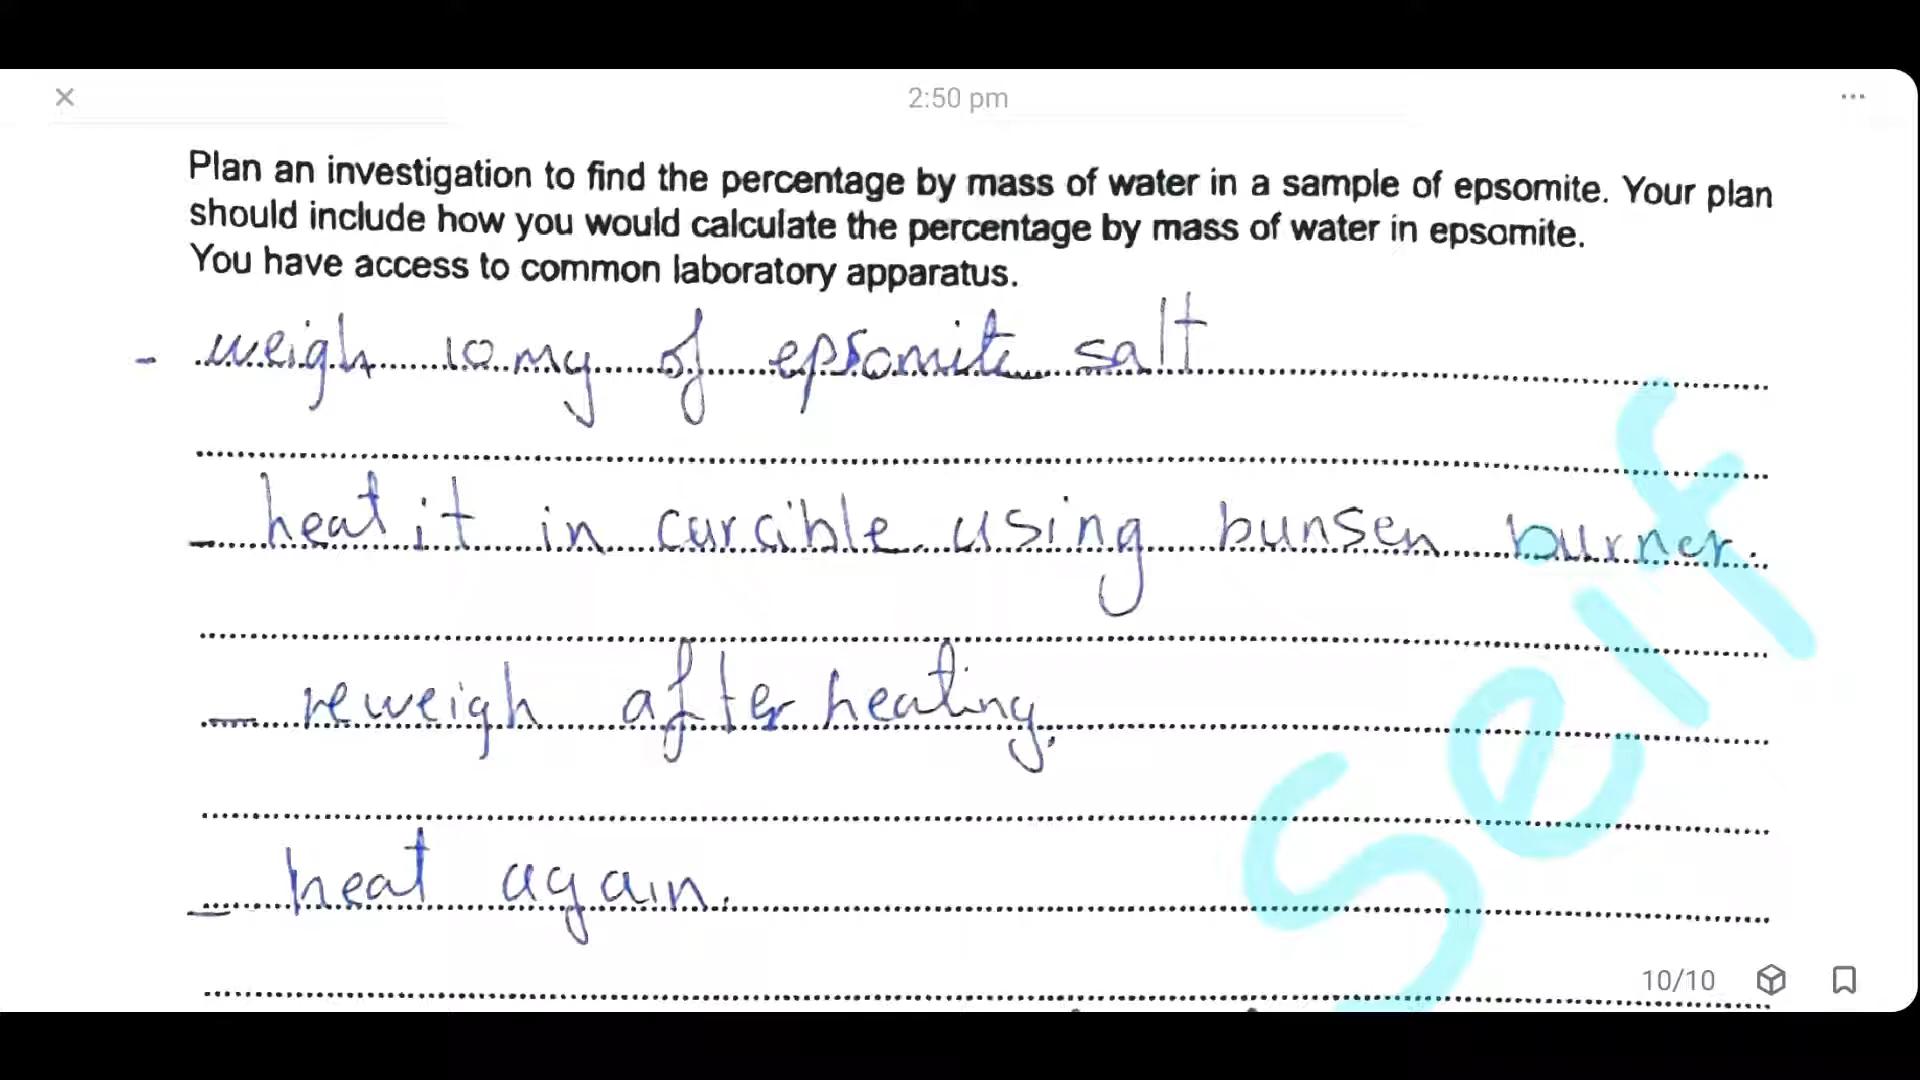 2:50 pm
Plan an investigation to find the percentage by mass of water in a sample of epsomite. Your plan
should include how you would calculate the percentage by mass of water in epsomite.
You have access to common laboratory apparatus.
- weigh 10 mg of epsomite salt
- heat it in curcible using bunsen burner.
- reweigh after heating.
- heat again.
Seif
10/10